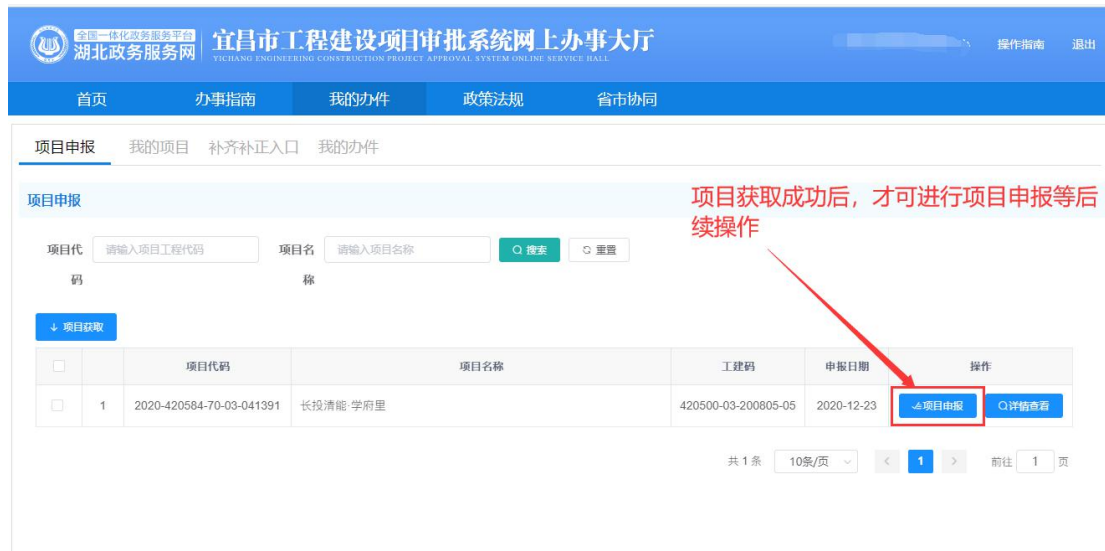 全国一体化政务服务平台
湖北政务服务网
宜昌市工程建设项目审批系统网上办事大厅
YICHANG ENGINEERING CONSTRUCTION PROJECT APPROVAL SYSTEM ONLINE SERVICE HALL
操作指南 退出
首页 办事指南 我的办件 政策法规 省市协同
项目申报 我的项目 补齐补正入口 我的办件
项目申报
项目获取成功后，才可进行项目申报等后
续操作
项目代 请输入项目工程代码 项目名 请输入项目名称 搜索 重置
码 称
项目获取
项目代码 项目名称 工建码 申报日期 操作
1 2020-420584-70-03-041391 长投清能·学府里 420500-03-200805-05 2020-12-23 项目申报 详情查看
共 1 条 10条/页 < 1 > 前往 1 页